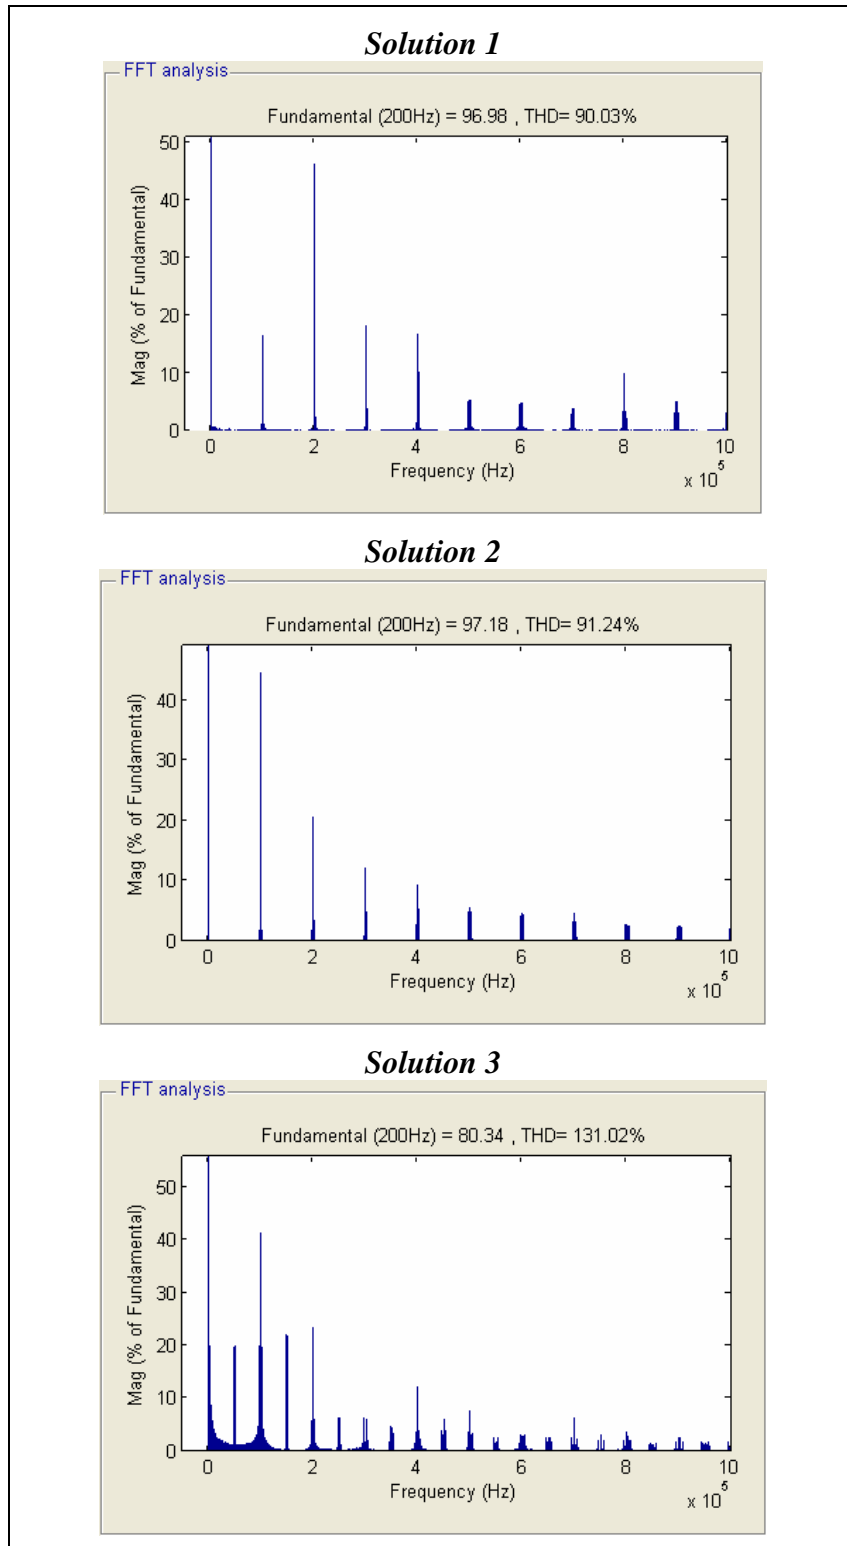 Solution 1
FFT analysis
Fundamental (200Hz) = 96.98 , THD= 90.03%
Mag (% of Fundamental)
50
40
30
20
10
0
0 2 4 6 8 10
Frequency (Hz)
x 10^5
Solution 2
FFT analysis
Fundamental (200Hz) = 97.18 , THD= 91.24%
Mag (% of Fundamental)
40
30
20
10
0
0 2 4 6 8 10
Frequency (Hz)
x 10^5
Solution 3
FFT analysis
Fundamental (200Hz) = 80.34 , THD= 131.02%
Mag (% of Fundamental)
50
40
30
20
10
0
0 2 4 6 8 10
Frequency (Hz)
x 10^5